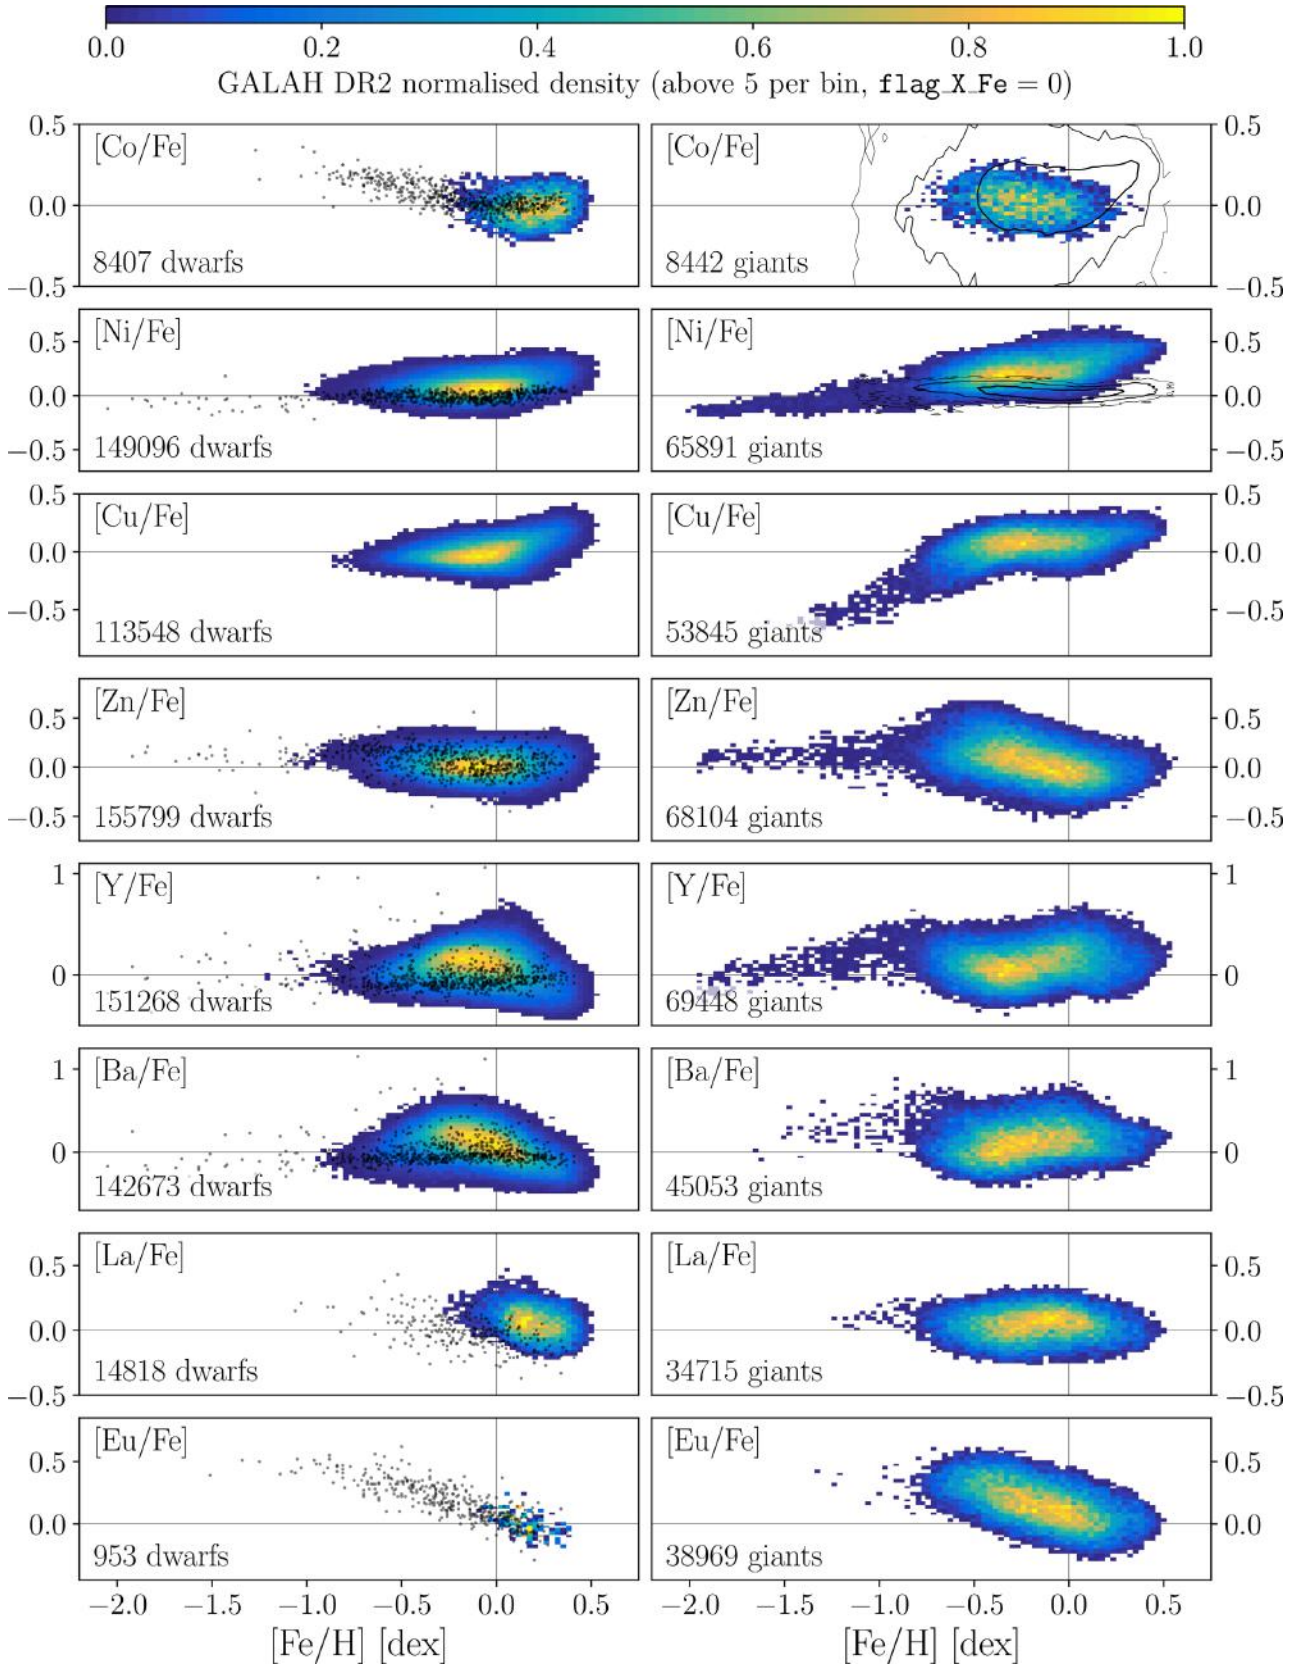 0.0 0.2 0.4 0.6 0.8 1.0
GALAH DR2 normalised density (above 5 per bin, flag_X_Fe = 0)
0.5 [Co/Fe] [Co/Fe] 0.5
0.0 0.0
8407 dwarfs 8442 giants
−0.5 −0.5
[Ni/Fe] [Ni/Fe]
0.5 0.5
0.0 0.0
−0.5 149096 dwarfs 65891 giants −0.5
0.5 [Cu/Fe] [Cu/Fe] 0.5
0.0 0.0
−0.5 −0.5
113548 dwarfs 53845 giants
[Zn/Fe] [Zn/Fe]
0.5 0.5
0.0 0.0
−0.5 155799 dwarfs 68104 giants −0.5
1 [Y/Fe] [Y/Fe] 1
0 0
151268 dwarfs 69448 giants
1 [Ba/Fe] [Ba/Fe] 1
0 0
142673 dwarfs 45053 giants
[La/Fe] [La/Fe]
0.5 0.5
0.0 0.0
14818 dwarfs 34715 giants
−0.5 −0.5
[Eu/Fe] [Eu/Fe]
0.5 0.5
0.0 0.0
953 dwarfs 38969 giants
−2.0 −1.5 −1.0 −0.5 0.0 0.5 −2.0 −1.5 −1.0 −0.5 0.0 0.5
[Fe/H] [dex] [Fe/H] [dex]